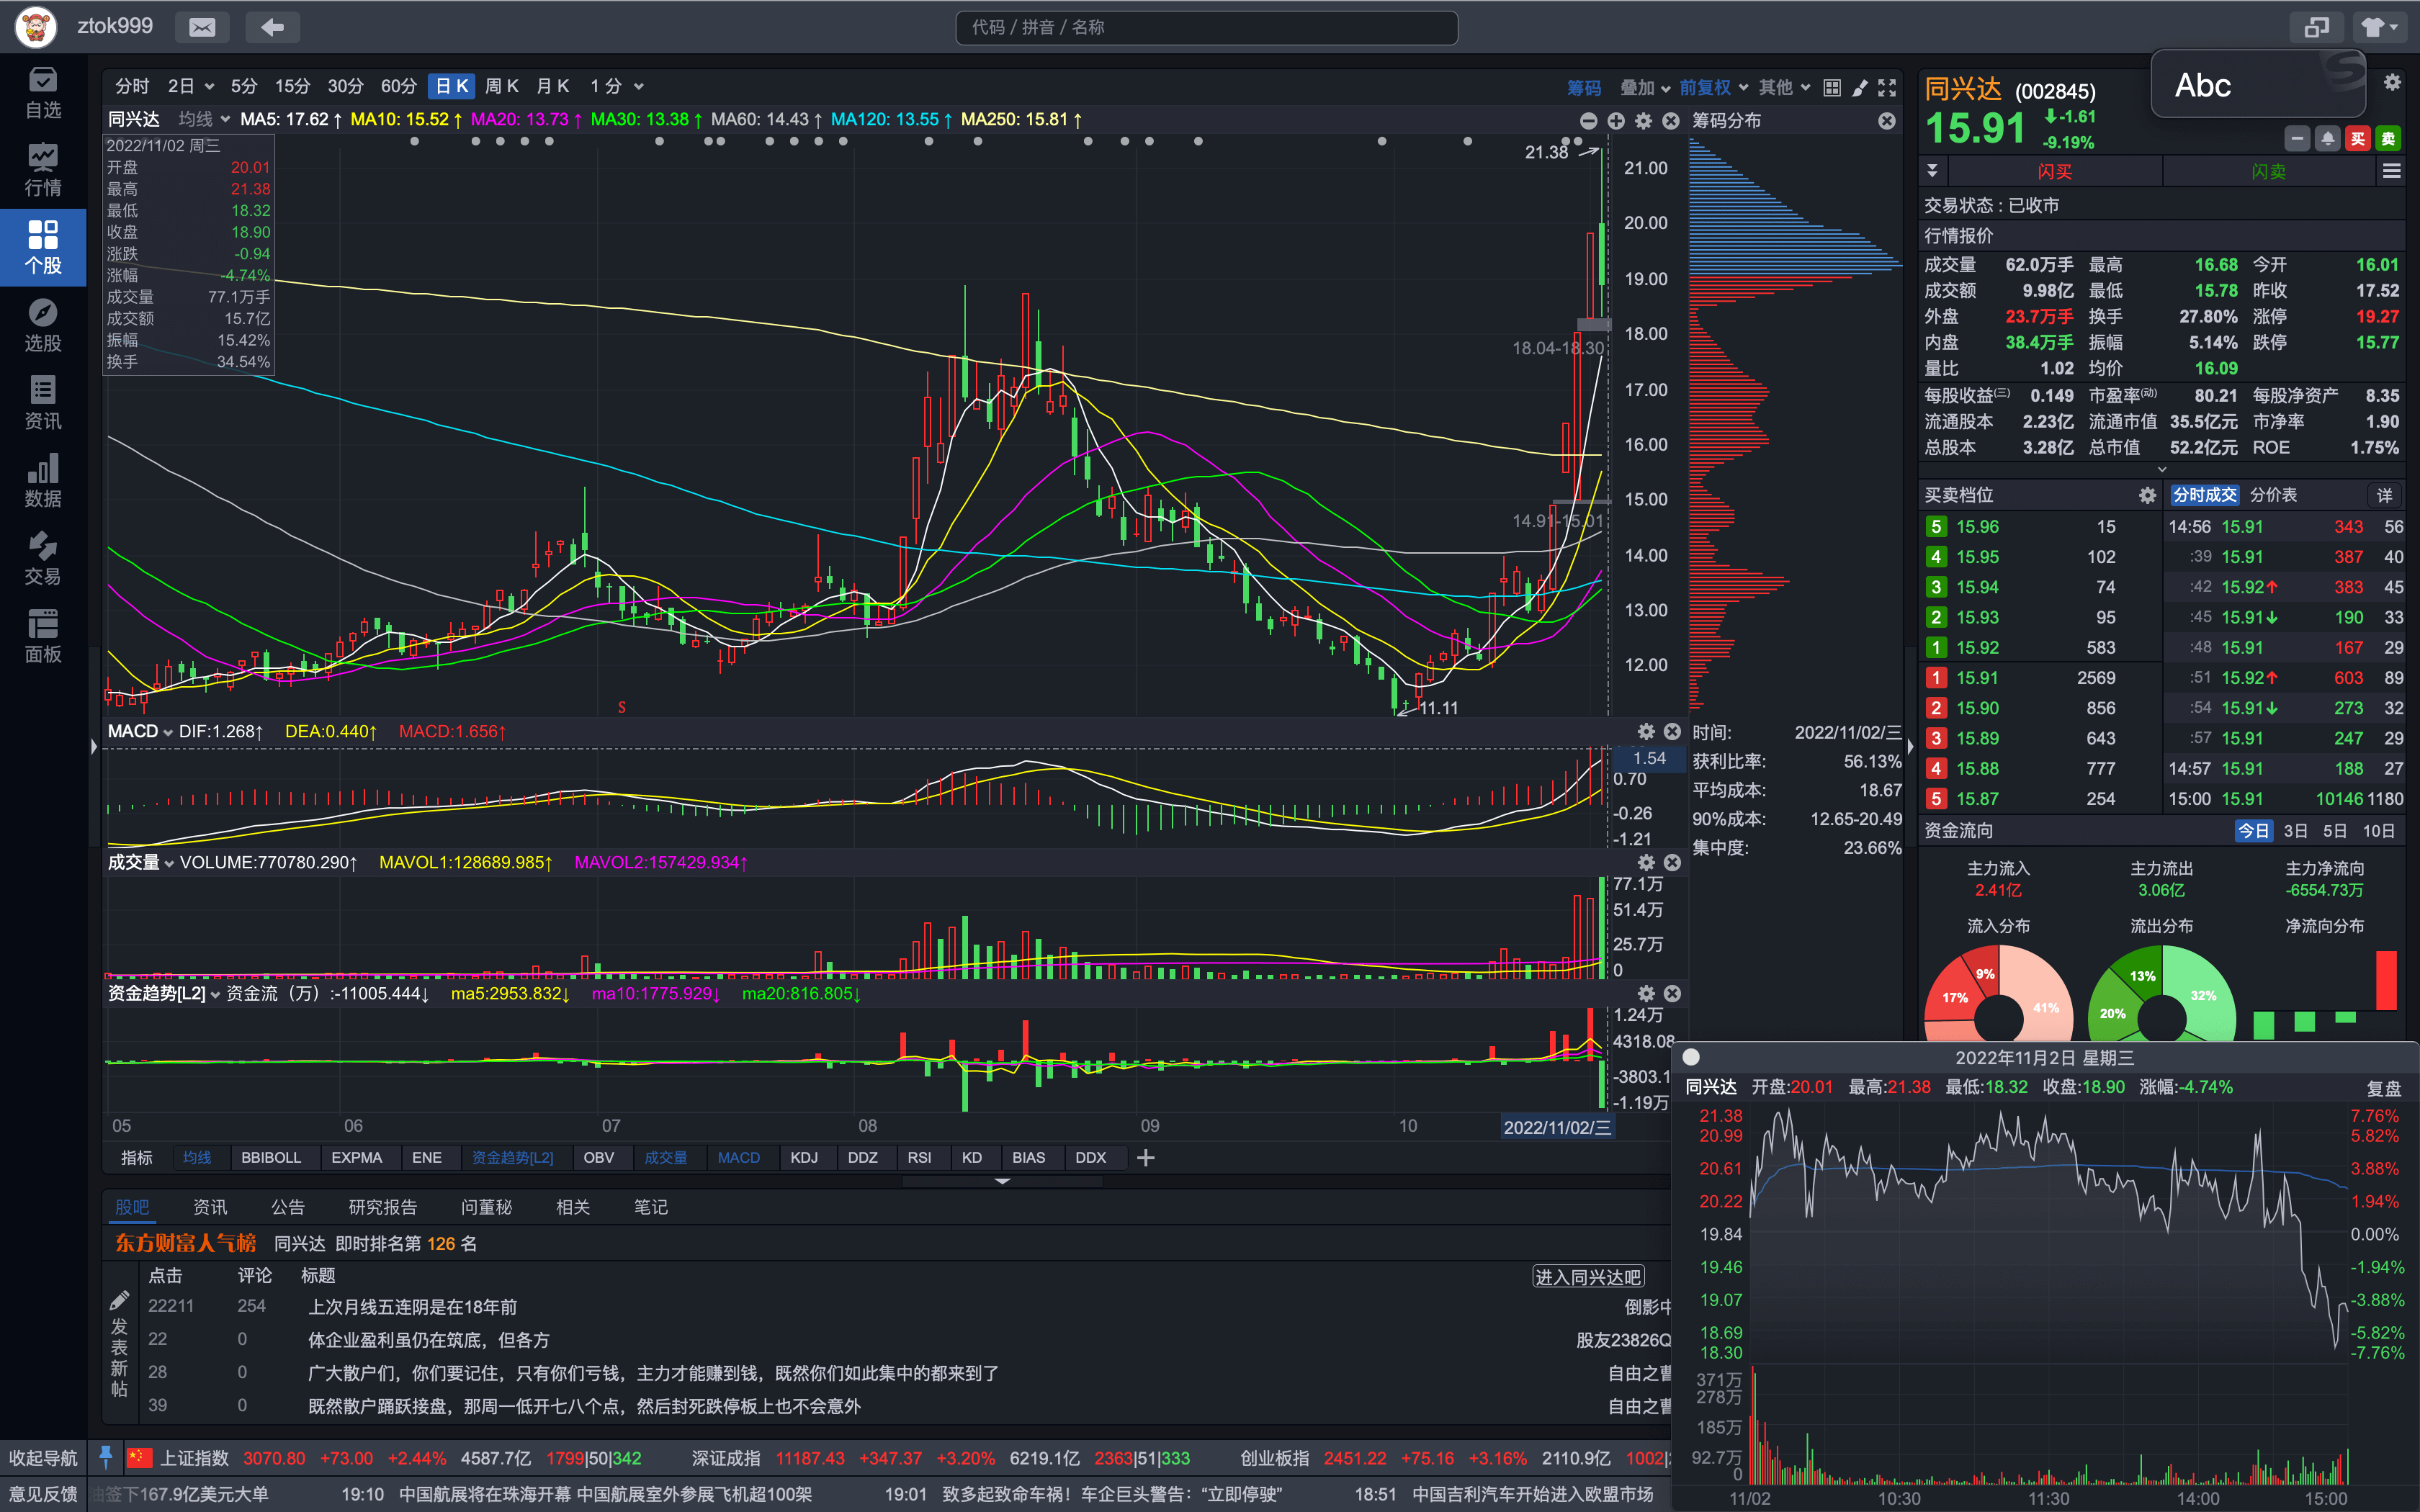 ztok999
代码 / 拼音 / 名称
Abc
自选
行情
个股
选股
资讯
数据
交易
面板
分时 2日 5分 15分 30分 60分 日K 周K 月K 1分 筹码 叠加 前复权 其他
同兴达 均线 MA5: 17.62↑ MA10: 15.52↑ MA20: 13.73↑ MA30: 13.38↑ MA60: 14.43↑ MA120: 13.55↑ MA250: 15.81↑
筹码分布
2022/11/02 周三
开盘 20.01
最高 21.38
最低 18.32
收盘 18.90
涨跌 -0.94
涨幅 -4.74%
成交量 77.1万手
成交额 15.7亿
振幅 15.42%
换手 34.54%
21.38
21.00
20.00
19.00
18.00
18.04-18.30
17.00
16.00
15.00
14.91-15.01
14.00
13.00
12.00
S
11.11
MACD DIF:1.268↑ DEA:0.440↑ MACD:1.656↑
1.54
0.70
-0.26
-1.21
时间: 2022/11/02/三
获利比率: 56.13%
平均成本: 18.67
90%成本: 12.65-20.49
集中度: 23.66%
成交量 VOLUME:770780.290↑ MAVOL1:128689.985↑ MAVOL2:157429.934↑
77.1万
51.4万
25.7万
0
资金趋势[L2] 资金流（万）:-11005.444↓ ma5:2953.832↓ ma10:1775.929↓ ma20:816.805↓
1.24万
4318.08
-3803.1
-1.19万
05 06 07 08 09 10 2022/11/02/三
指标 均线 BBIBOLL EXPMA ENE 资金趋势[L2] OBV 成交量 MACD KDJ DDZ RSI KD BIAS DDX
股吧 资讯 公告 研究报告 问董秘 相关 笔记
东方财富人气榜 同兴达 即时排名第 126 名
点击 评论 标题 进入同兴达吧
发表新帖
22211 254 上次月线五连阴是在18年前 倒影中
22 0 体企业盈利虽仍在筑底，但各方 股友23826Q
28 0 广大散户们，你们要记住，只有你们亏钱，主力才能赚到钱，既然你们如此集中的都来到了 自由之曹
39 0 既然散户踊跃接盘，那周一低开七八个点，然后封死跌停板上也不会意外 自由之曹
同兴达 (002845)
15.91 -1.61
-9.19%
买 卖
闪买 闪卖
交易状态 : 已收市
行情报价
成交量 62.0万手 最高 16.68 今开 16.01
成交额 9.98亿 最低 15.78 昨收 17.52
外盘 23.7万手 换手 27.80% 涨停 19.27
内盘 38.4万手 振幅 5.14% 跌停 15.77
量比 1.02 均价 16.09
每股收益(三) 0.149 市盈率(动) 80.21 每股净资产 8.35
流通股本 2.23亿 流通市值 35.5亿元 市净率 1.90
总股本 3.28亿 总市值 52.2亿元 ROE 1.75%
买卖档位 分时成交 分价表 详
5 15.96 15 14:56 15.91 343 56
4 15.95 102 :39 15.91 387 40
3 15.94 74 :42 15.92↑ 383 45
2 15.93 95 :45 15.91↓ 190 33
1 15.92 583 :48 15.91 167 29
1 15.91 2569 :51 15.92↑ 603 89
2 15.90 856 :54 15.91↓ 273 32
3 15.89 643 :57 15.91 247 29
4 15.88 777 14:57 15.91 188 27
5 15.87 254 15:00 15.91 10146 1180
资金流向 今日 3日 5日 10日
主力流入 主力流出 主力净流向
2.41亿 3.06亿 -6554.73万
流入分布 流出分布 净流向分布
9% 17% 41% 13% 20% 32%
2022年11月2日 星期三
同兴达 开盘:20.01 最高:21.38 最低:18.32 收盘:18.90 涨幅:-4.74% 复盘
21.38 7.76%
20.99 5.82%
20.61 3.88%
20.22 1.94%
19.84 0.00%
19.46 -1.94%
19.07 -3.88%
18.69 -5.82%
18.30 -7.76%
371万
278万
185万
92.7万
0
11/02 10:30 11:30 14:00 15:00
收起导航 上证指数 3070.80 +73.00 +2.44% 4587.7亿 1799|50|342 深证成指 11187.43 +347.37 +3.20% 6219.1亿 2363|51|333 创业板指 2451.22 +75.16 +3.16% 2110.9亿 1002|
意见反馈 签下167.9亿美元大单 19:10 中国航展将在珠海开幕 中国航展室外参展飞机超100架 19:01 致多起致命车祸！车企巨头警告：“立即停驶” 18:51 中国吉利汽车开始进入欧盟市场